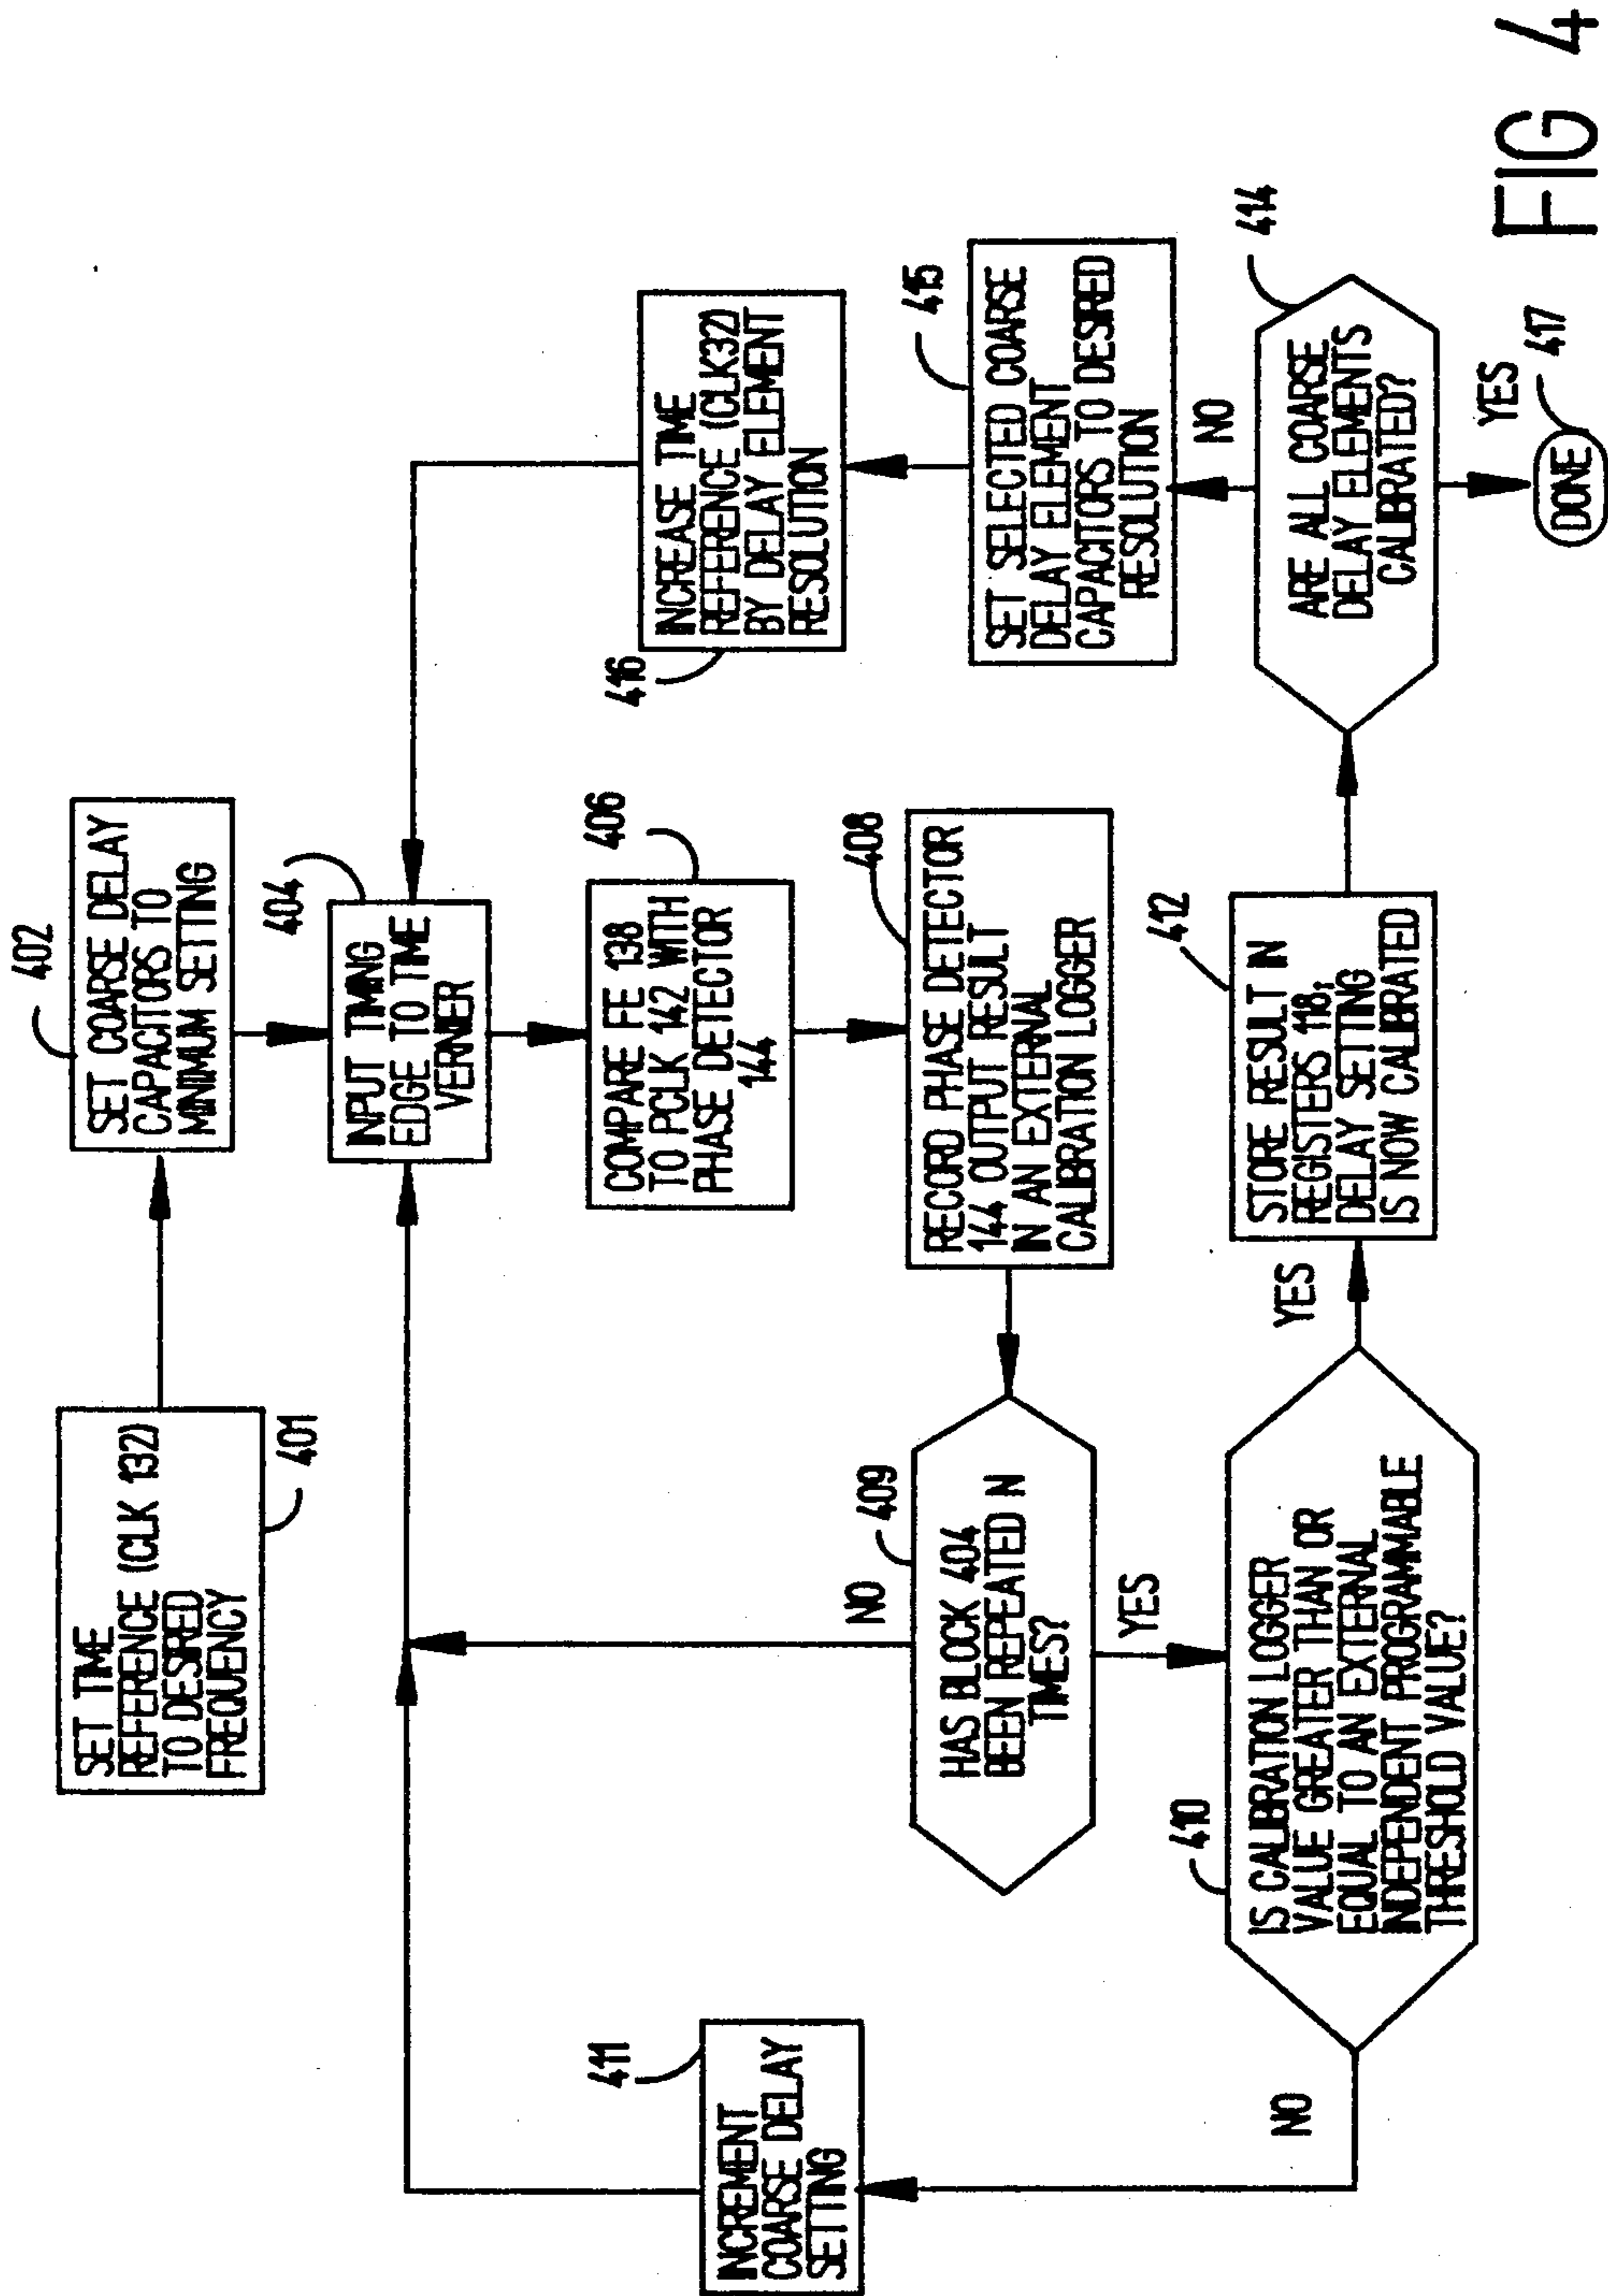 SET TIME
REFERENCE (CLK 132)
TO DESIRED
FREQUENCY
401
402
SET COARSE DELAY
CAPACITORS TO
MINIMUM SETTING
404
INPUT TIMING
EDGE TO TIME
VERNIER
406
COMPARE FE 138
TO PCLK 142 WITH
PHASE DETECTOR
144
408
RECORD PHASE DETECTOR
144 OUTPUT RESULT
IN AN EXTERNAL
CALIBRATION LOGGER
409
HAS BLOCK 404
BEEN REPEATED N
TIMES?
NO
YES
410
IS CALIBRATION LOGGER
VALUE GREATER THAN OR
EQUAL TO AN EXTERNAL
INDEPENDENT PROGRAMMABLE
THRESHOLD VALUE?
NO
YES
411
INCREMENT
COARSE DELAY
SETTING
412
STORE RESULT IN
REGISTERS 118;
DELAY SETTING
IS NOW CALIBRATED
414
ARE ALL COARSE
DELAY ELEMENTS
CALIBRATED?
NO
YES
415
SET SELECTED COARSE
DELAY ELEMENT
CAPACITORS TO DESIRED
RESOLUTION
416
INCREASE TIME
REFERENCE (CLK32)
BY DELAY ELEMENT
RESOLUTION
417
DONE
FIG 4